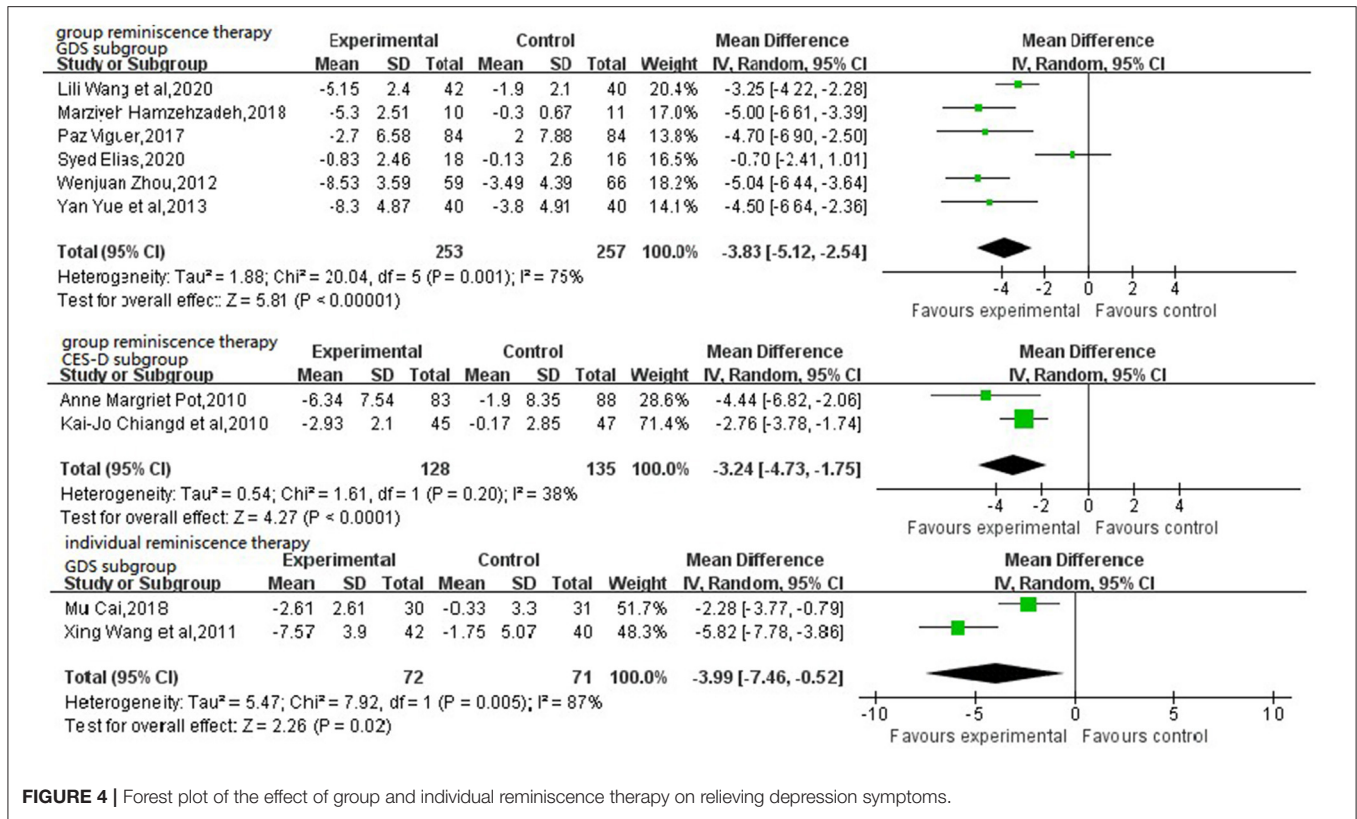 group reminiscence therapy
GDS subgroup Experimental Control Mean Difference Mean Difference
Study or Subgroup Mean SD Total Mean SD Total Weight IV, Random, 95% CI IV, Random, 95% CI
Lili Wang et al,2020 -5.15 2.4 42 -1.9 2.1 40 20.4% -3.25 [-4.22, -2.28]
Marziyeh Hamzehzadeh,2018 -5.3 2.51 10 -0.3 0.67 11 17.0% -5.00 [-6.61, -3.39]
Paz Viguer,2017 -2.7 6.58 84 2 7.88 84 13.8% -4.70 [-6.90, -2.50]
Syed Elias,2020 -0.83 2.46 18 -0.13 2.6 16 16.5% -0.70 [-2.41, 1.01]
Wenjuan Zhou,2012 -8.53 3.59 59 -3.49 4.39 66 18.2% -5.04 [-6.44, -3.64]
Yan Yue et al,2013 -8.3 4.87 40 -3.8 4.91 40 14.1% -4.50 [-6.64, -2.36]
Total (95% CI) 253 257 100.0% -3.83 [-5.12, -2.54]
Heterogeneity: Tau² = 1.88; Chi² = 20.04, df = 5 (P = 0.001); I² = 75%
Test for overall effect: Z = 5.81 (P < 0.00001)
-4 -2 0 2 4
Favours experimental Favours control
group reminiscence therapy
CES-D subgroup Experimental Control Mean Difference Mean Difference
Study or Subgroup Mean SD Total Mean SD Total Weight IV, Random, 95% CI IV, Random, 95% CI
Anne Margriet Pot,2010 -6.34 7.54 83 -1.9 8.35 88 28.6% -4.44 [-6.82, -2.06]
Kai-Jo Chiangd et al,2010 -2.93 2.1 45 -0.17 2.85 47 71.4% -2.76 [-3.78, -1.74]
Total (95% CI) 128 135 100.0% -3.24 [-4.73, -1.75]
Heterogeneity: Tau² = 0.54; Chi² = 1.61, df = 1 (P = 0.20); I² = 38%
Test for overall effect: Z = 4.27 (P < 0.0001)
-4 -2 0 2 4
Favours experimental Favours control
individual reminiscence therapy
GDS subgroup Experimental Control Mean Difference Mean Difference
Study or Subgroup Mean SD Total Mean SD Total Weight IV, Random, 95% CI IV, Random, 95% CI
Mu Cai,2018 -2.61 2.61 30 -0.33 3.3 31 51.7% -2.28 [-3.77, -0.79]
Xing Wang et al,2011 -7.57 3.9 42 -1.75 5.07 40 48.3% -5.82 [-7.78, -3.86]
Total (95% CI) 72 71 100.0% -3.99 [-7.46, -0.52]
Heterogeneity: Tau² = 5.47; Chi² = 7.92, df = 1 (P = 0.005); I² = 87%
Test for overall effect: Z = 2.26 (P = 0.02)
-10 -5 0 5 10
Favours experimental Favours control
FIGURE 4 | Forest plot of the effect of group and individual reminiscence therapy on relieving depression symptoms.